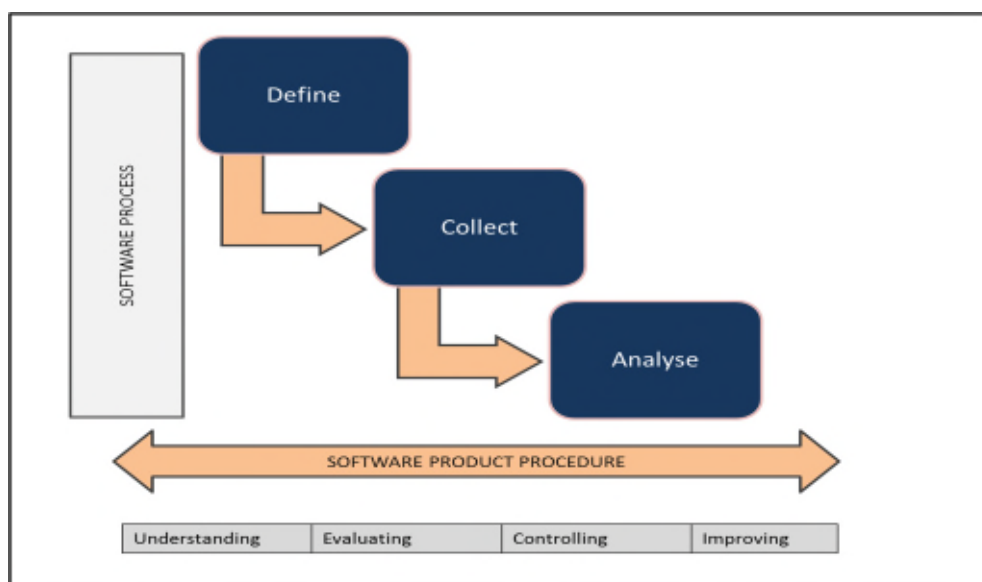 Define
SOFTWARE PROCESS
Collect
Analyse
SOFTWARE PRODUCT PROCEDURE
Understanding Evaluating Controlling Improving